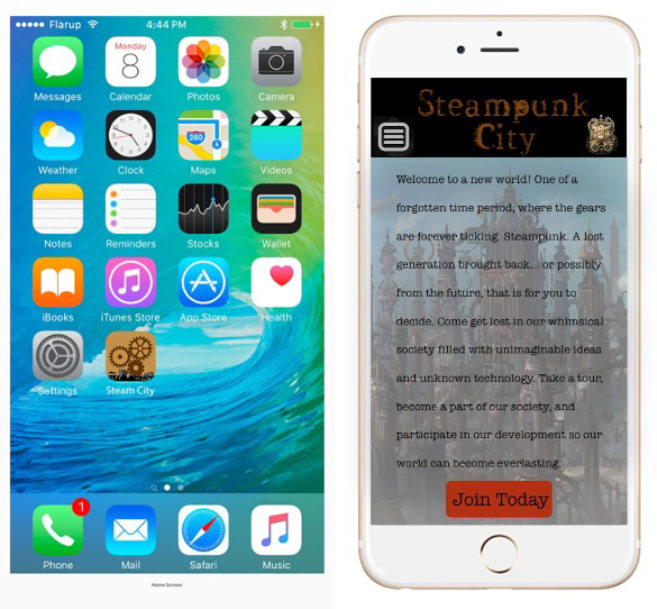 Flarup 4:44 PM
Monday
8
Messages Calendar Photos Camera
280
Weather Clock Maps Videos
Notes Reminders Stocks Wallet
iBooks iTunes Store App Store Health
Settings Steam City
1
Phone Mail Safari Music
Home Screen
Steampunk
City
Welcome to a new world! One of a
forgotten time period, where the gears
are forever ticking. Steampunk. A lost
generation brought back... or possibly
from the future, that is for you to
decide. Come get lost in our whimsical
society filled with unimaginable ideas
and unknown technology. Take a tour,
become a part of our society, and
participate in our development so our
world can become everlasting.
Join Today